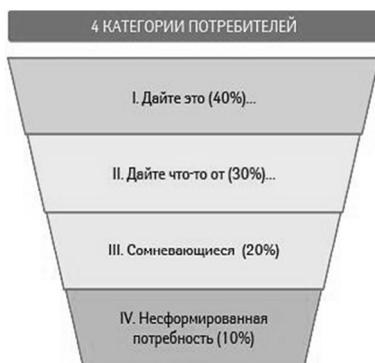 4 КАТЕГОРИИ ПОТРЕБИТЕЛЕЙ
I. Дайте это (40%)...
II. Дайте что-то от (30%)...
III. Сомневающиеся (20%)
IV. Несформированная
потребность (10%)